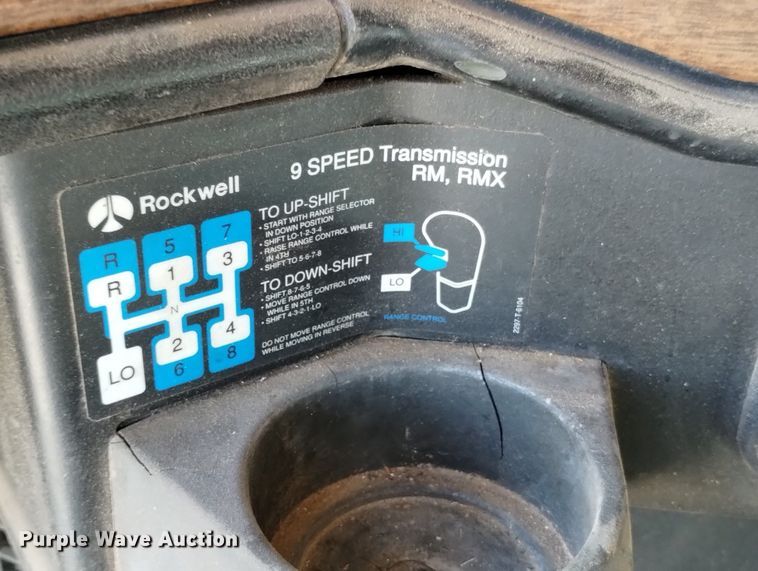 Rockwell
9 SPEED Transmission
RM, RMX
R 5 7
R 1 3
N
LO 2 4
6 8
TO UP-SHIFT
• START WITH RANGE SELECTOR
IN DOWN POSITION
• SHIFT LO-1-2-3-4
• RAISE RANGE CONTROL WHILE
IN 4TH
• SHIFT TO 5-6-7-8
TO DOWN-SHIFT
• SHIFT 8-7-6-5
• MOVE RANGE CONTROL DOWN
WHILE IN 5TH
• SHIFT 4-3-2-1-LO
DO NOT MOVE RANGE CONTROL
WHILE MOVING IN REVERSE
HI
LO
RANGE CONTROL
2297-T-6104
Purple Wave Auction